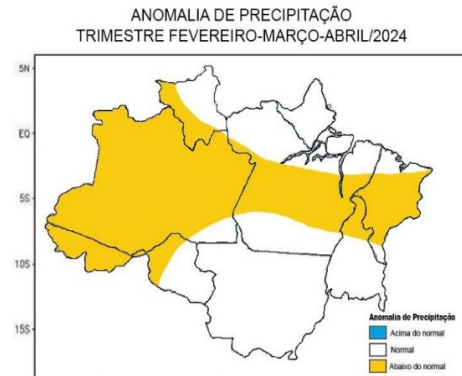 ANOMALIA DE PRECIPITAÇÃO
TRIMESTRE FEVEREIRO-MARÇO-ABRIL/2024
5N
EQ
5S
10S
15S
Anomalia de Precipitação
Acima do normal
Normal
Abaixo do normal